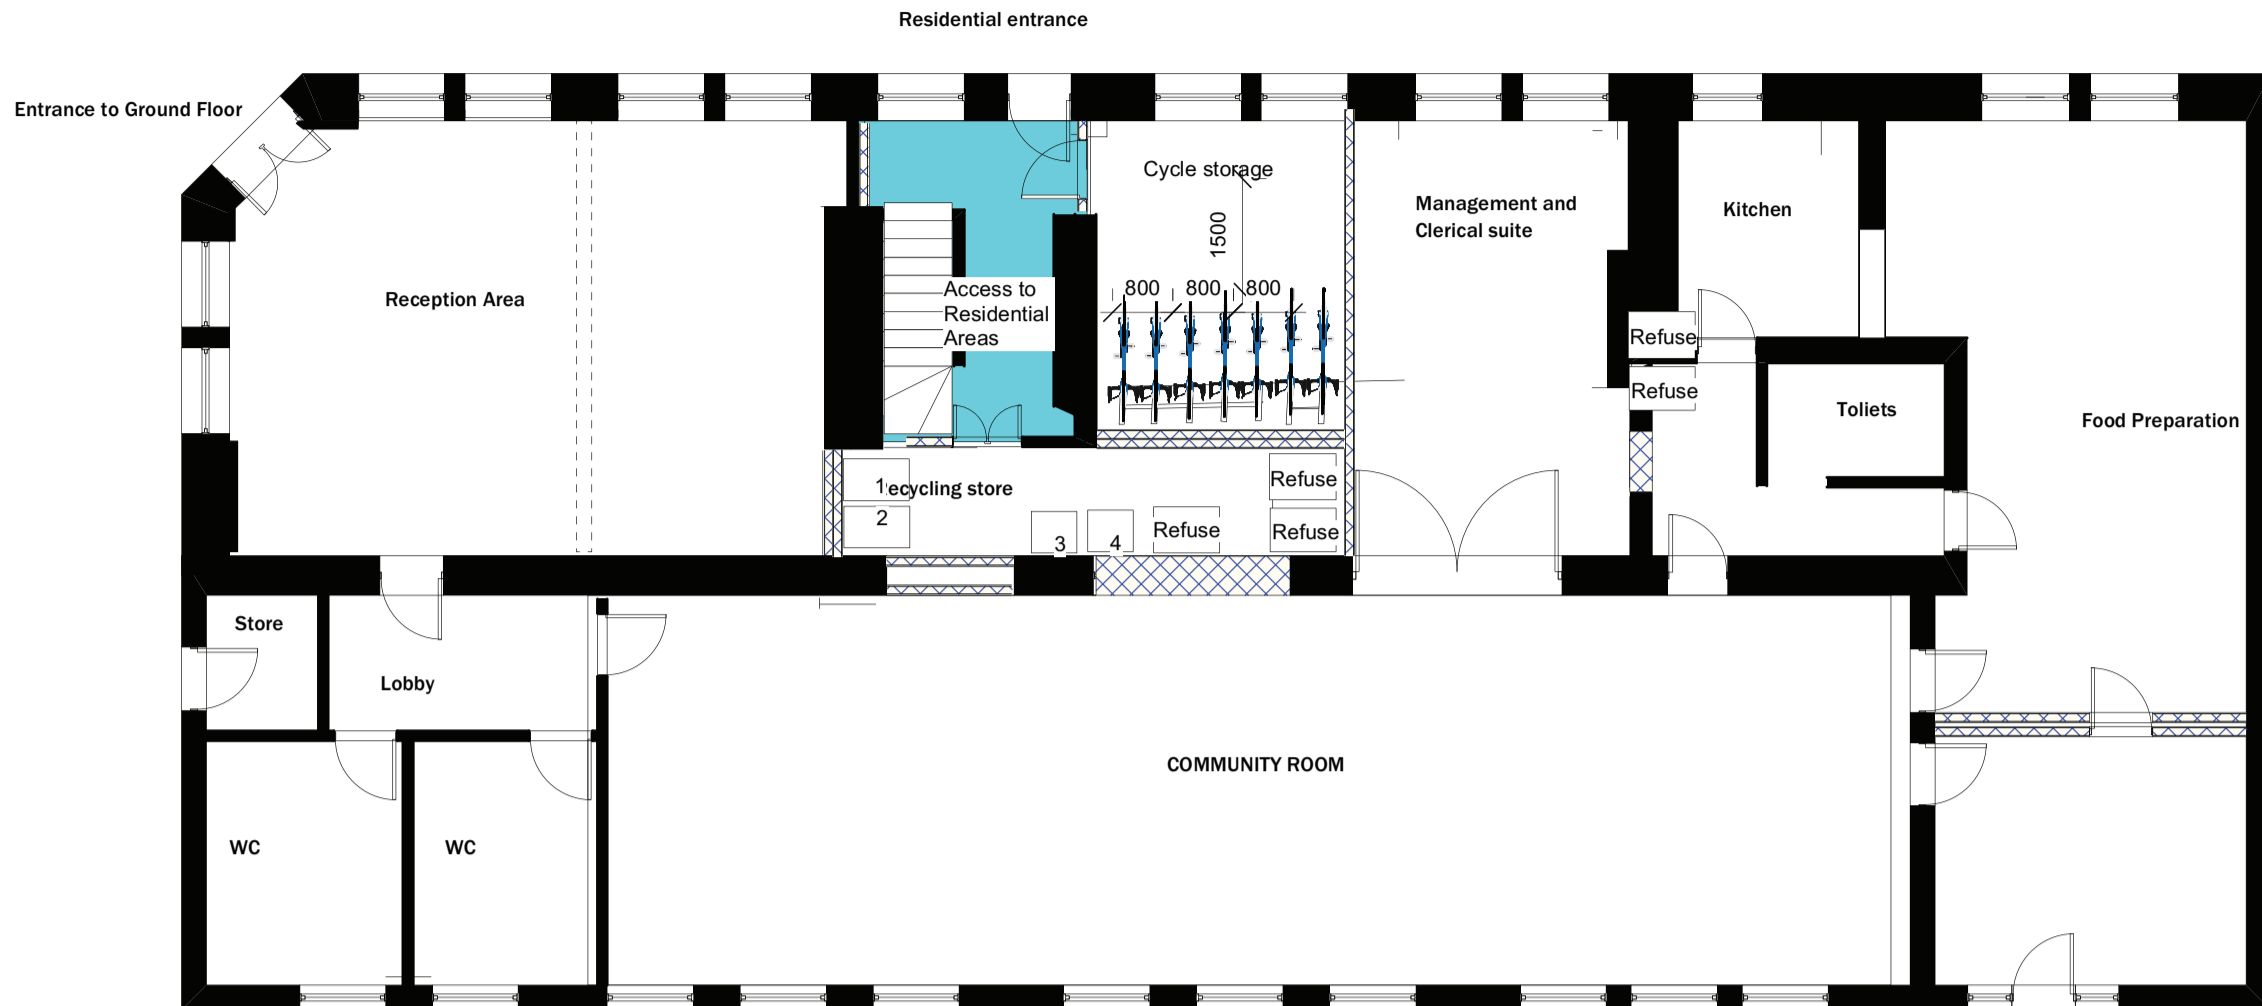 Residential entrance
Entrance to Ground Floor
Cycle storage
1500
800
800
800
Management and
Clerical suite
Kitchen
Reception Area
Access to
Residential
Areas
Refuse
Refuse
Toliets
Food Preparation
1
ecycling store
2
3
4
Refuse
Refuse
Refuse
Store
Lobby
COMMUNITY ROOM
WC
WC